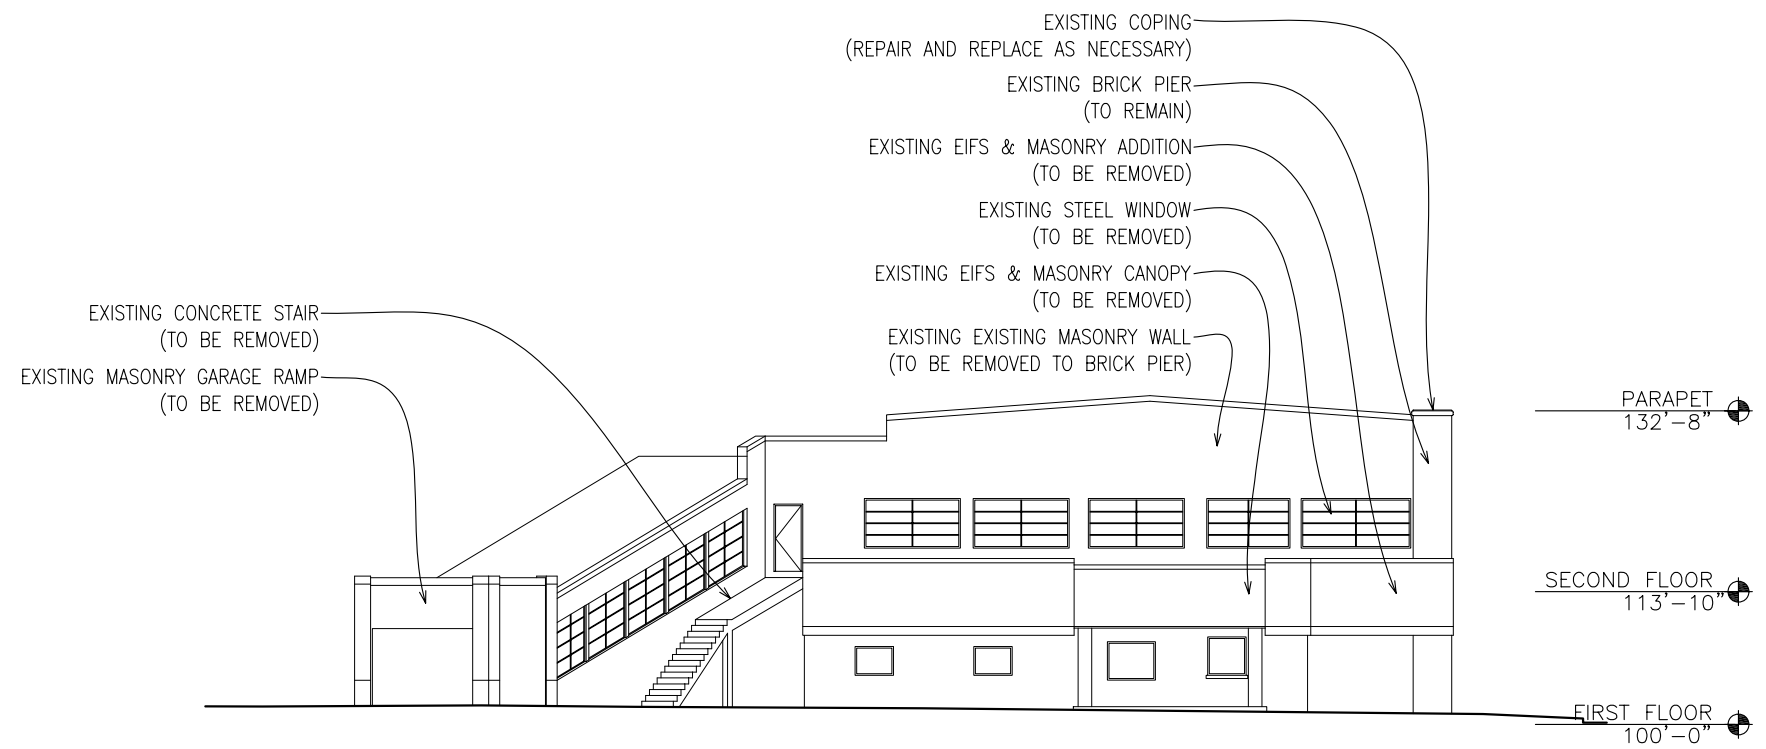 EXISTING COPING
(REPAIR AND REPLACE AS NECESSARY)
EXISTING BRICK PIER
(TO REMAIN)
EXISTING EIFS & MASONRY ADDITION
(TO BE REMOVED)
EXISTING STEEL WINDOW
(TO BE REMOVED)
EXISTING EIFS & MASONRY CANOPY
(TO BE REMOVED)
EXISTING EXISTING MASONRY WALL
(TO BE REMOVED TO BRICK PIER)
EXISTING CONCRETE STAIR
(TO BE REMOVED)
EXISTING MASONRY GARAGE RAMP
(TO BE REMOVED)
PARAPET
132'-8"
SECOND FLOOR
113'-10"
FIRST FLOOR
100'-0"